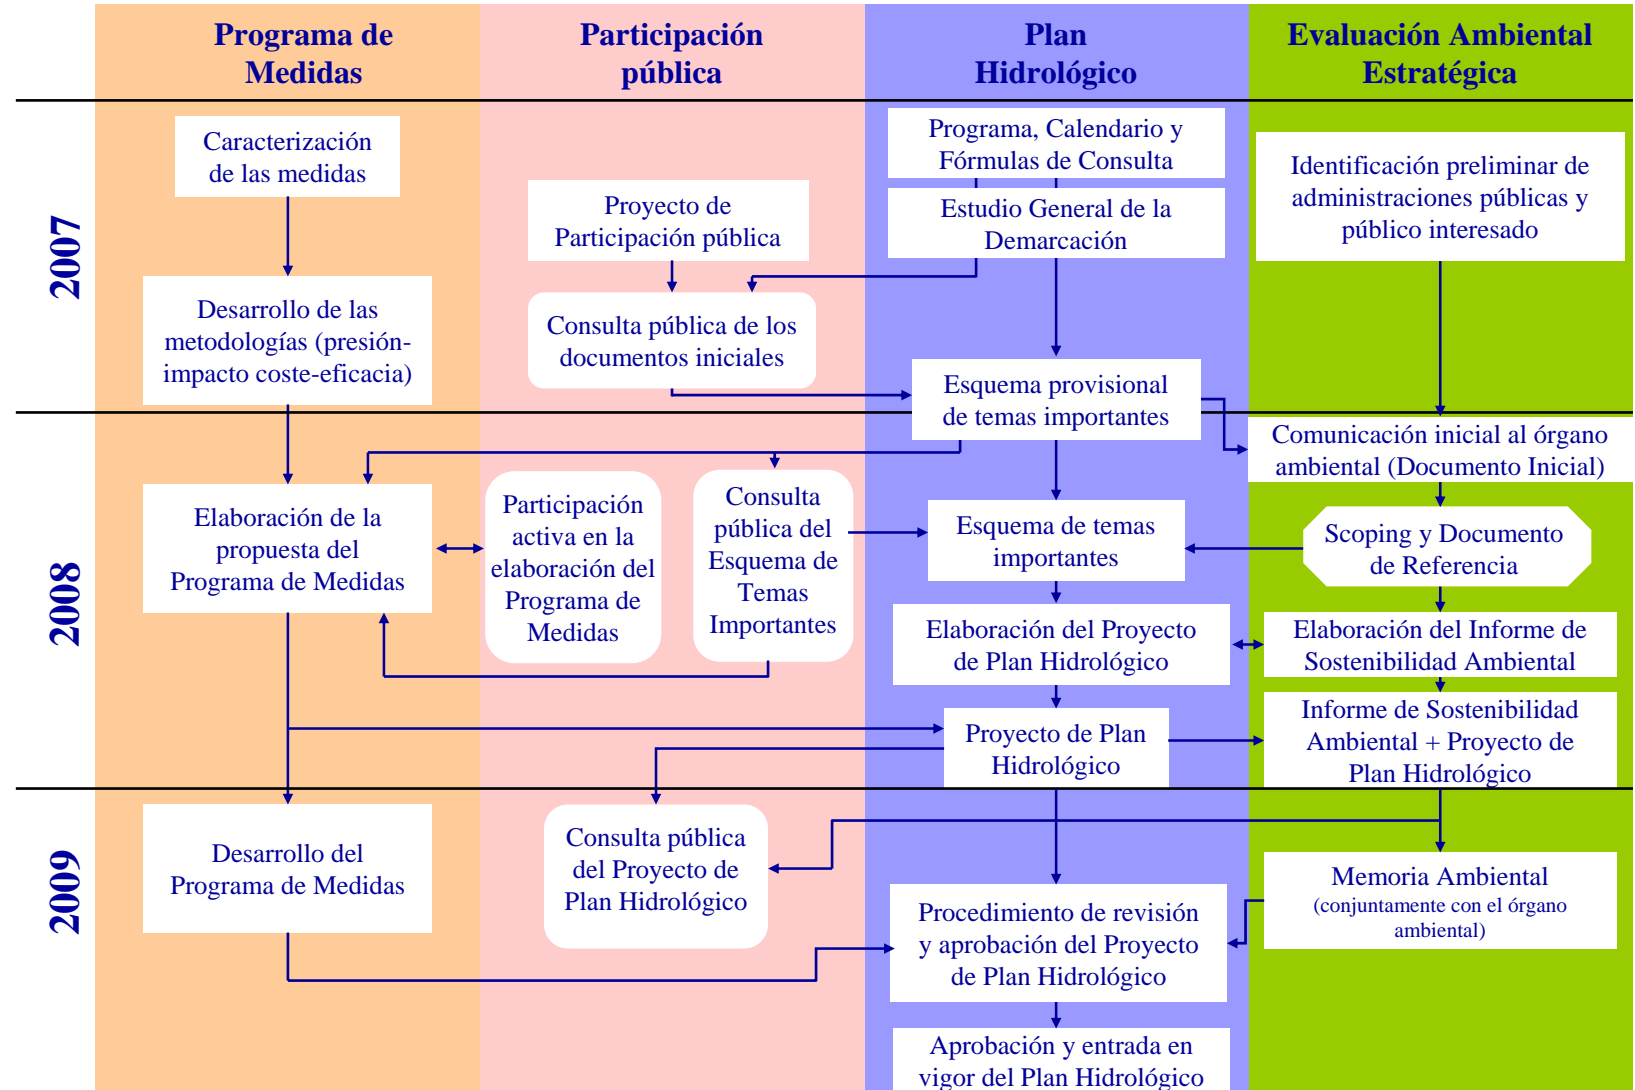 Programa de
Medidas
Participación
pública
Plan
Hidrológico
Evaluación Ambiental
Estratégica
2007
Caracterización
de las medidas
Desarrollo de las
metodologías (presión-
impacto coste-eficacia)
Proyecto de
Participación pública
Consulta pública de los
documentos iniciales
Programa, Calendario y
Fórmulas de Consulta
Estudio General de la
Demarcación
Esquema provisional
de temas importantes
Identificación preliminar de
administraciones públicas y
público interesado
2008
Comunicación inicial al órgano
ambiental (Documento Inicial)
Elaboración de la
propuesta del
Programa de Medidas
Participación
activa en la
elaboración del
Programa de
Medidas
Consulta
pública del
Esquema de
Temas
Importantes
Esquema de temas
importantes
Scoping y Documento
de Referencia
Elaboración del Proyecto
de Plan Hidrológico
Elaboración del Informe de
Sostenibilidad Ambiental
Proyecto de Plan
Hidrológico
Informe de Sostenibilidad
Ambiental + Proyecto de
Plan Hidrológico
2009
Desarrollo del
Programa de Medidas
Consulta pública
del Proyecto de
Plan Hidrológico
Procedimiento de revisión
y aprobación del Proyecto
de Plan Hidrológico
Memoria Ambiental
(conjuntamente con el órgano
ambiental)
Aprobación y entrada en
vigor del Plan Hidrológico